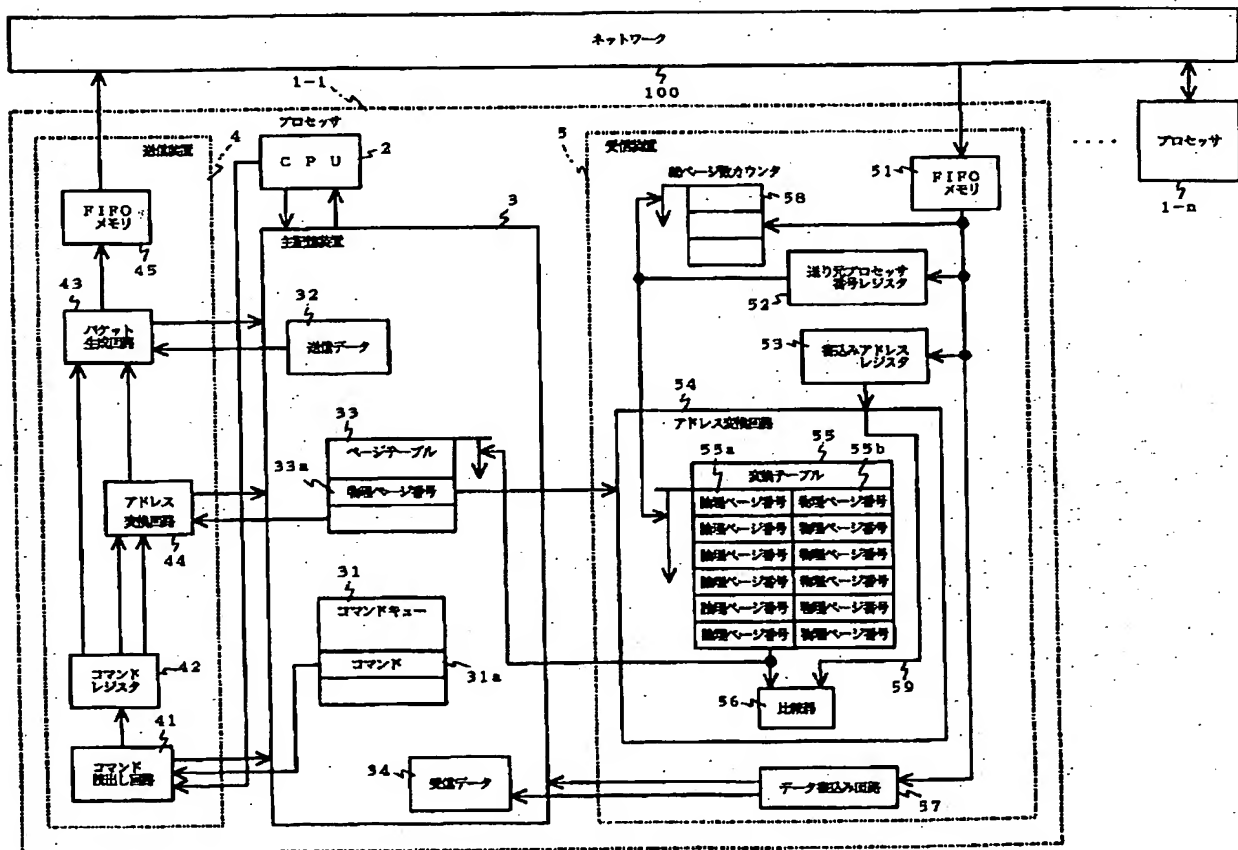 ネットワーク
100
1-1
プロセッサ
4
送信装置
CPU
2
5
受信装置
総ページ数カウンタ
58
51
FIFO
メモリ
プロセッサ
1-n
FIFO
メモリ
45
3
主記憶装置
送り元プロセッサ
番号レジスタ
52
43
パケット
生成回路
32
送信データ
53
書込みアドレス
レジスタ
54
アドレス変換回路
33
ページテーブル
33a
物理ページ番号
55a
55
55b
変換テーブル
論理ページ番号 物理ページ番号
論理ページ番号 物理ページ番号
論理ページ番号 物理ページ番号
論理ページ番号 物理ページ番号
論理ページ番号 物理ページ番号
論理ページ番号 物理ページ番号
アドレス
変換回路
44
31
コマンドキュー
コマンド
31a
コマンド
レジスタ
42
59
56
比較器
41
コマンド
読出し回路
34
受信データ
データ書込み回路
57